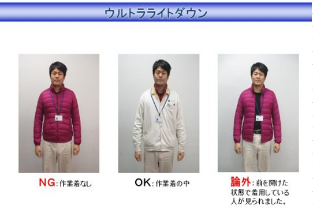 ウルトラライトダウン
NG:作業着なし
OK:作業着の中
論外:前を開けた
状態で着用している
人が見られました。